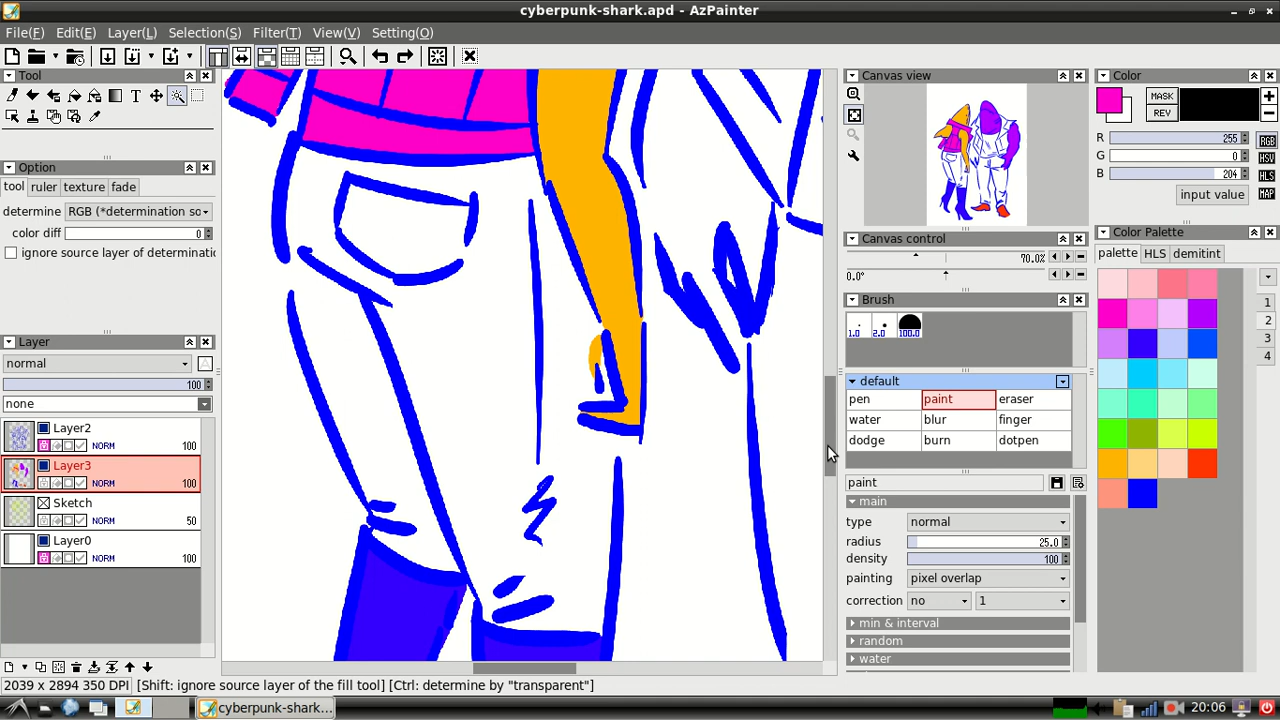 cyberpunk-shark.apd - AzPainter
File(F) Edit(E) Layer(L) Selection(S) Filter(T) View(V) Setting(O)
Tool
Option
tool ruler texture fade
determine RGB (*determination so
color diff 0
ignore source layer of determinatic
Layer
normal
100
none
Layer2
NORM 100
Layer3
NORM 100
Sketch
NORM 50
Layer0
NORM 100
Canvas view
Canvas control
70.0%
0.0°
Brush
1.0 2.0 100.0
default
pen paint eraser
water blur finger
dodge burn dotpen
paint
main
type normal
radius 25.0
density 100
painting pixel overlap
correction no 1
min & interval
random
water
Color
MASK
REV
R 255
G 0
B 204
input value
RGB
HSV
HLS
MAP
Color Palette
palette HLS demitint
1
2
3
4
2039 x 2894 350 DPI [Shift: ignore source layer of the fill tool] [Ctrl: determine by "transparent"]
cyberpunk-shark... 20:06